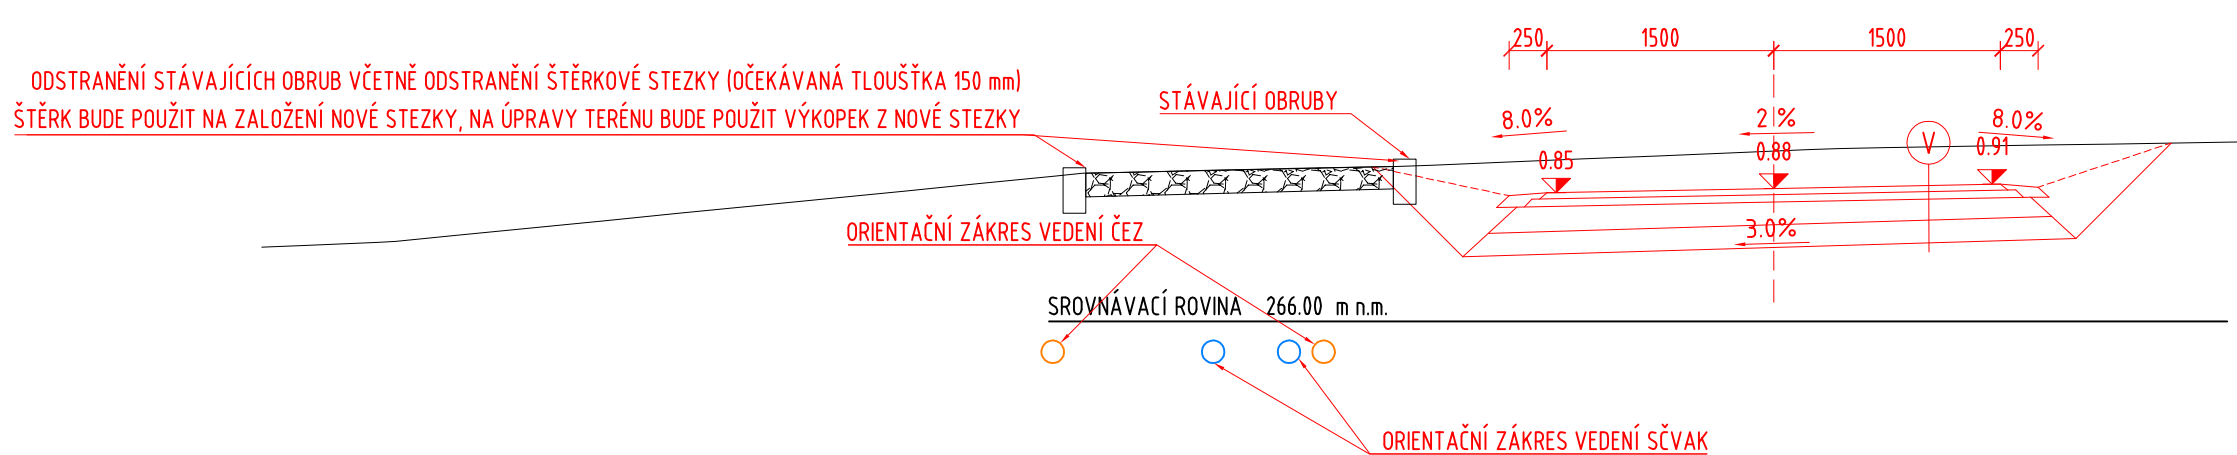 250 1500 1500 250
ODSTRANĚNÍ STÁVAJÍCÍCH OBRUB VČETNĚ ODSTRANĚNÍ ŠTĚRKOVÉ STEZKY (OČEKÁVANÁ TLOUŠŤKA 150 mm)
ŠTĚRK BUDE POUŽIT NA ZALOŽENÍ NOVÉ STEZKY, NA ÚPRAVY TERÉNU BUDE POUŽIT VÝKOPEK Z NOVÉ STEZKY
STÁVAJÍCÍ OBRUBY
8.0% 2% 8.0%
V
0.85 0.88 0.91
3.0%
ORIENTAČNÍ ZÁKRES VEDENÍ ČEZ
SROVNÁVACÍ ROVINA 266.00 m n.m.
ORIENTAČNÍ ZÁKRES VEDENÍ SČVAK